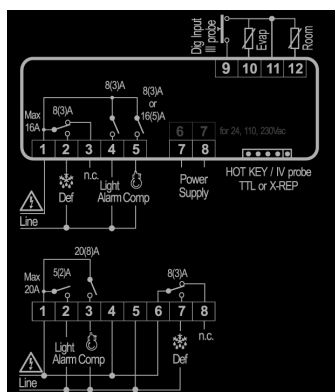 Dig Input
III probe
Evap
Room
9 10 11 12
8(3)A
8(3)A
or
16(5)A
Max
16A
8(3)A
6 7 for 24, 110, 230Vac
1 2 3 4 5 7 8
n.c.
Def
Light
Alarm Comp
Power
Supply
HOT KEY / IV probe
TTL or X-REP
Line
20(8)A
Max
20A
5(2)A
8(3)A
1 2 3 4 5 6 7 8
n.c.
Light
Alarm Comp
Def
Line